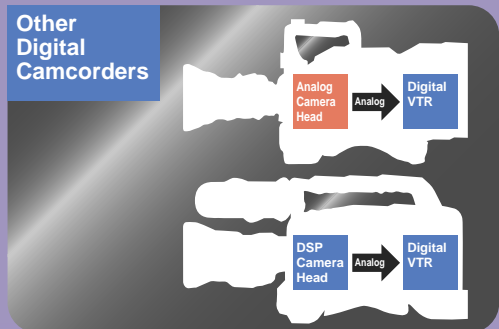 Other
Digital
Camcorders
Analog
Camera
Head
Analog
Digital
VTR
DSP
Camera
Head
Analog
Digital
VTR